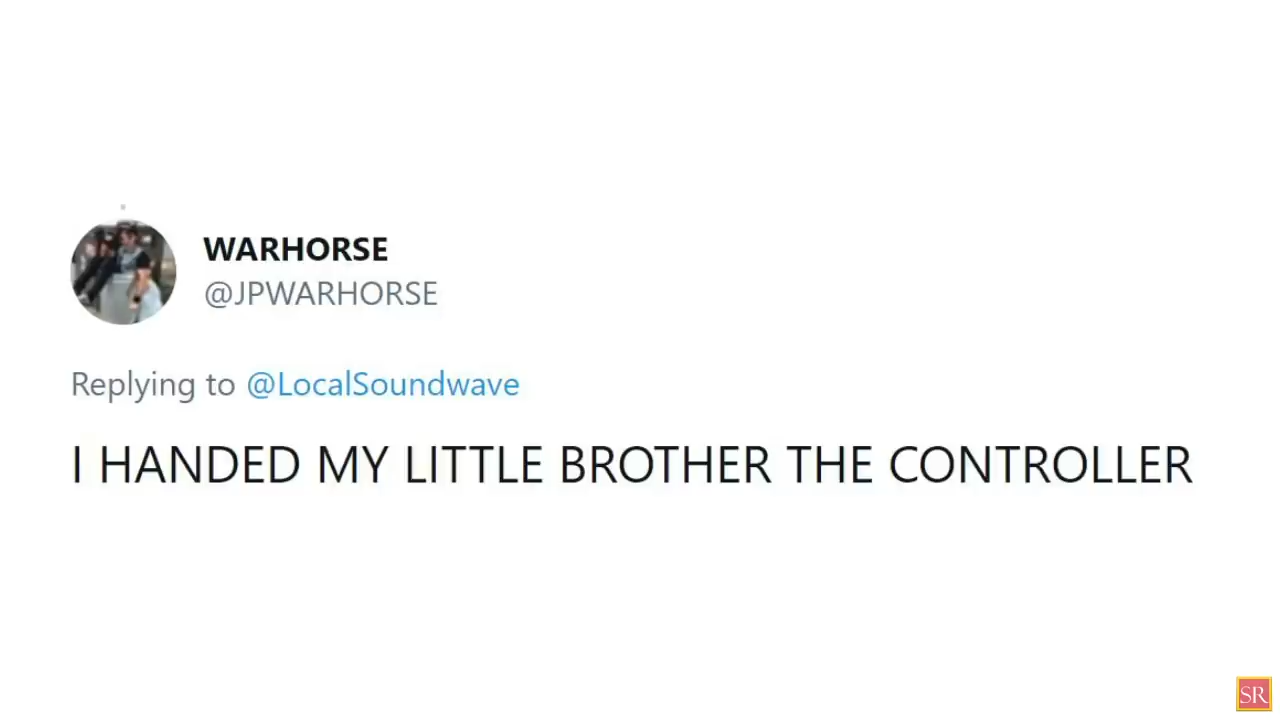 WARHORSE
@JPWARHORSE
Replying to @LocalSoundwave
I HANDED MY LITTLE BROTHER THE CONTROLLER
SR